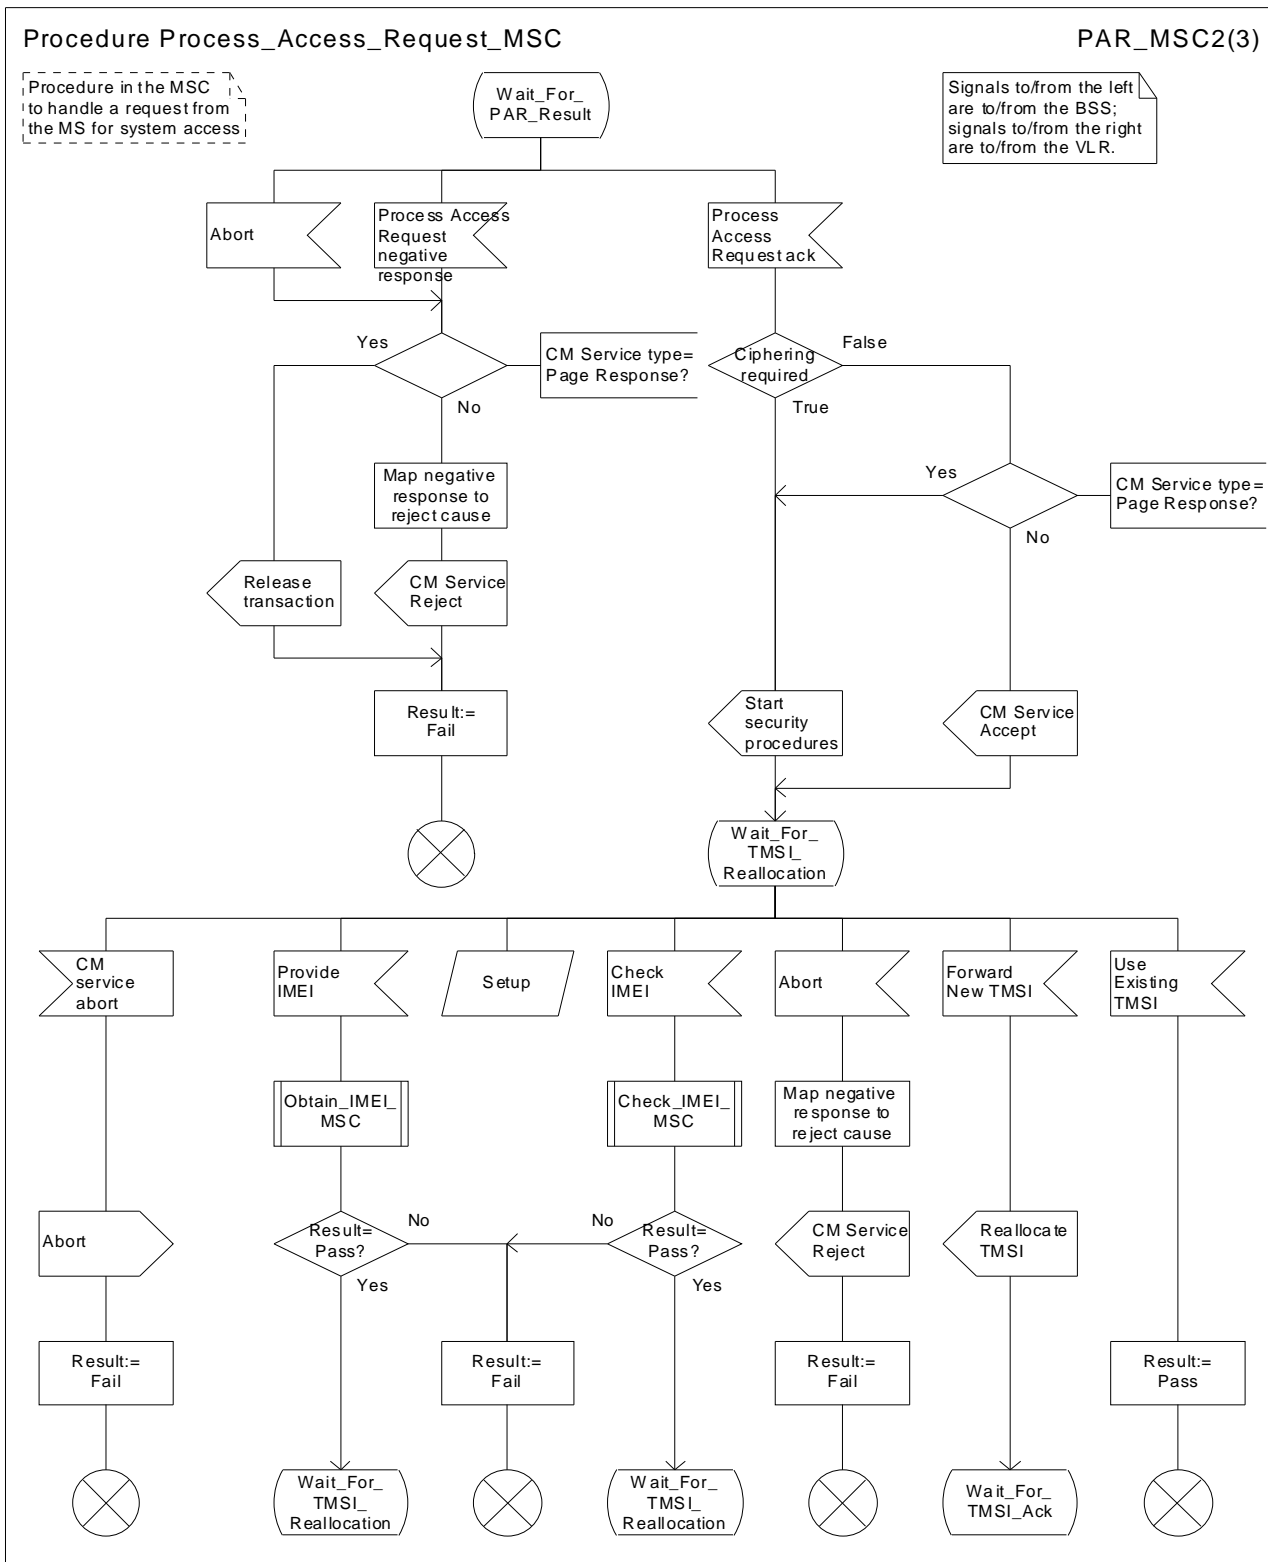 Procedure Process_Access_Request_MSC
PAR_MSC2(3)
Procedure in the MSC
to handle a request from
the MS for system access
Wait_For_
PAR_Result
Signals to/from the left
are to/from the BSS;
signals to/from the right
are to/from the VLR.
Abort
Process Access
Request
negative
response
Process
Access
Request ack
Yes
No
CM Service type=
Page Response?
Ciphering
required
False
True
Yes
No
CM Service type=
Page Response?
Map negative
response to
reject cause
Release
transaction
CM Service
Reject
Result:=
Fail
Start
security
procedures
CM Service
Accept
Wait_For_
TMSI_
Reallocation
CM
service
abort
Provide
IMEI
Setup
Check
IMEI
Abort
Forward
New TMSI
Use
Existing
TMSI
Obtain_IMEI_
MSC
Check_IMEI_
MSC
Map negative
response to
reject cause
Abort
Result=
Pass?
No
Yes
No
Result=
Pass?
Yes
CM Service
Reject
Reallocate
TMSI
Result:=
Fail
Result:=
Fail
Result:=
Fail
Result:=
Pass
Wait_For_
TMSI_
Reallocation
Wait_For_
TMSI_
Reallocation
Wait_For_
TMSI_Ack